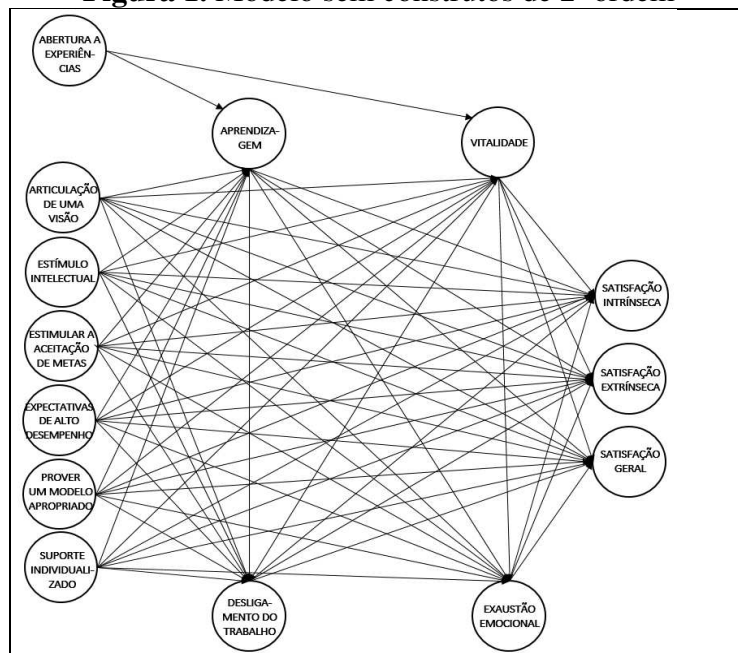 Figura 1. Modelo sem construtos de 2ª ordem
ABERTURA A
EXPERIÊN-
CIAS
APRENDIZA-
GEM
VITALIDADE
ARTICULAÇÃO
DE UMA
VISÃO
ESTÍMULO
INTELECTUAL
ESTIMULAR A
ACEITAÇÃO
DE METAS
EXPECTATIVAS
DE ALTO
DESEMPENHO
PROVER
UM MODELO
APROPRIADO
SUPORTE
INDIVIDUALI-
ZADO
SATISFAÇÃO
INTRÍNSECA
SATISFAÇÃO
EXTRÍNSECA
SATISFAÇÃO
GERAL
DESLIGA-
MENTO DO
TRABALHO
EXAUSTÃO
EMOCIONAL